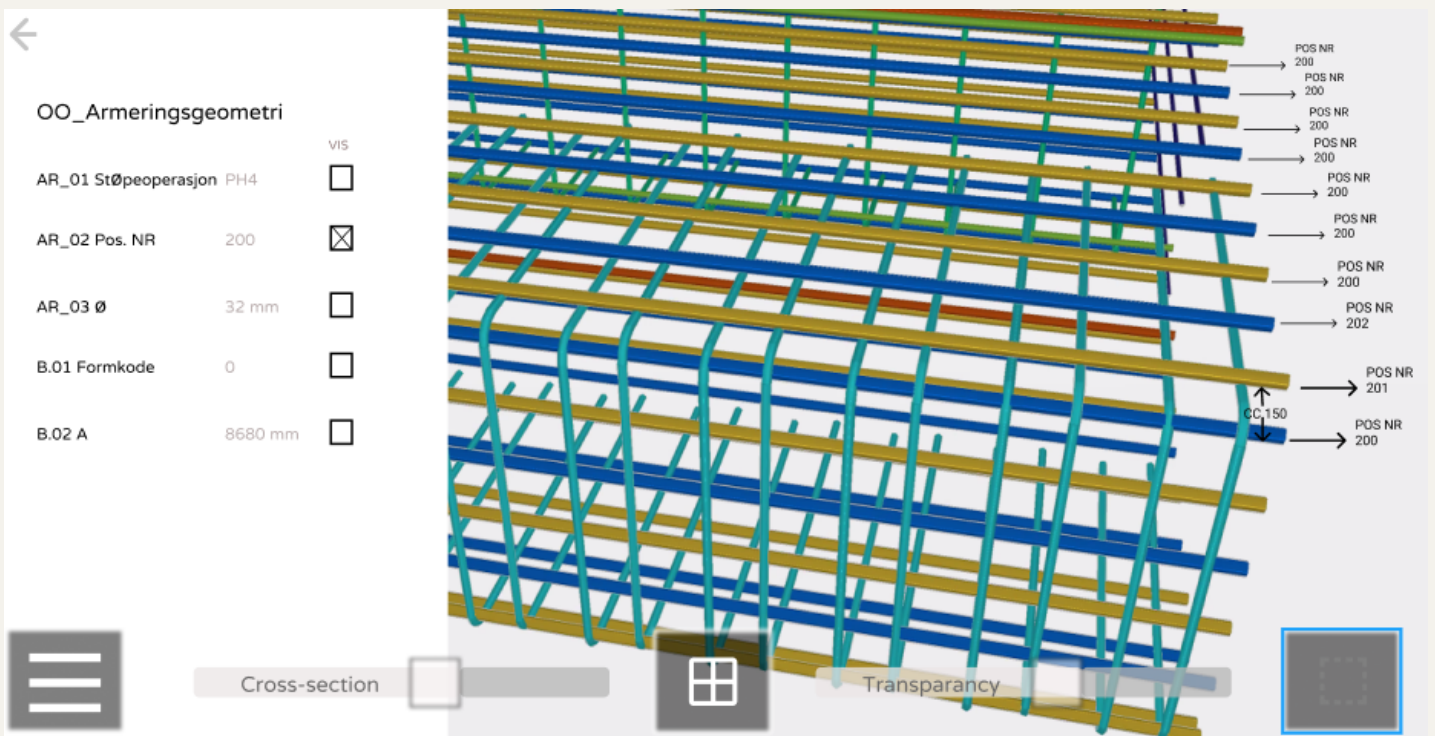 OO_Armeringsgeometri
VIS
AR_01 StØpeoperasjon PH4
AR_02 Pos. NR 200
AR_03 Ø 32 mm
B.01 Formkode 0
B.02 A 8680 mm
POS NR
200
POS NR
200
POS NR
200
POS NR
200
POS NR
200
POS NR
200
POS NR
200
POS NR
202
POS NR
201
CC 150
POS NR
200
Cross-section
Transparancy